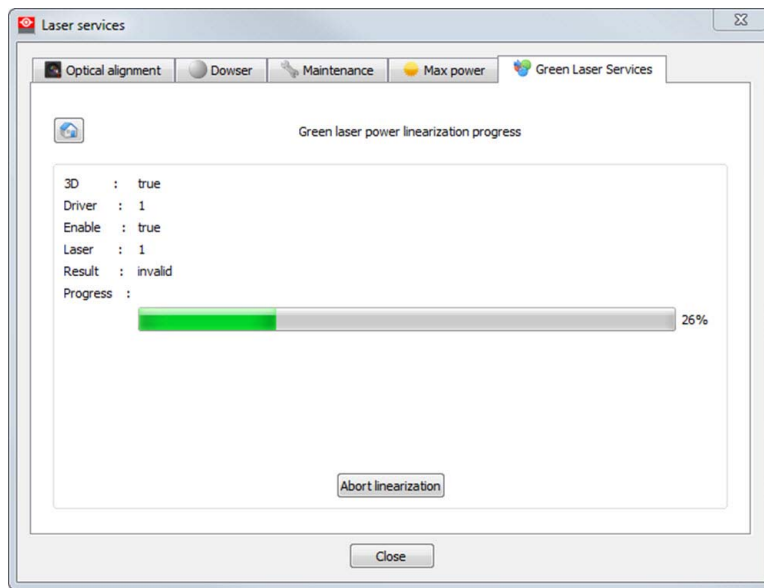 Laser services
Optical alignment Dowser Maintenance Max power Green Laser Services
Green laser power linearization progress
3D : true
Driver : 1
Enable : true
Laser : 1
Result : invalid
Progress :
26%
Abort linearization
Close